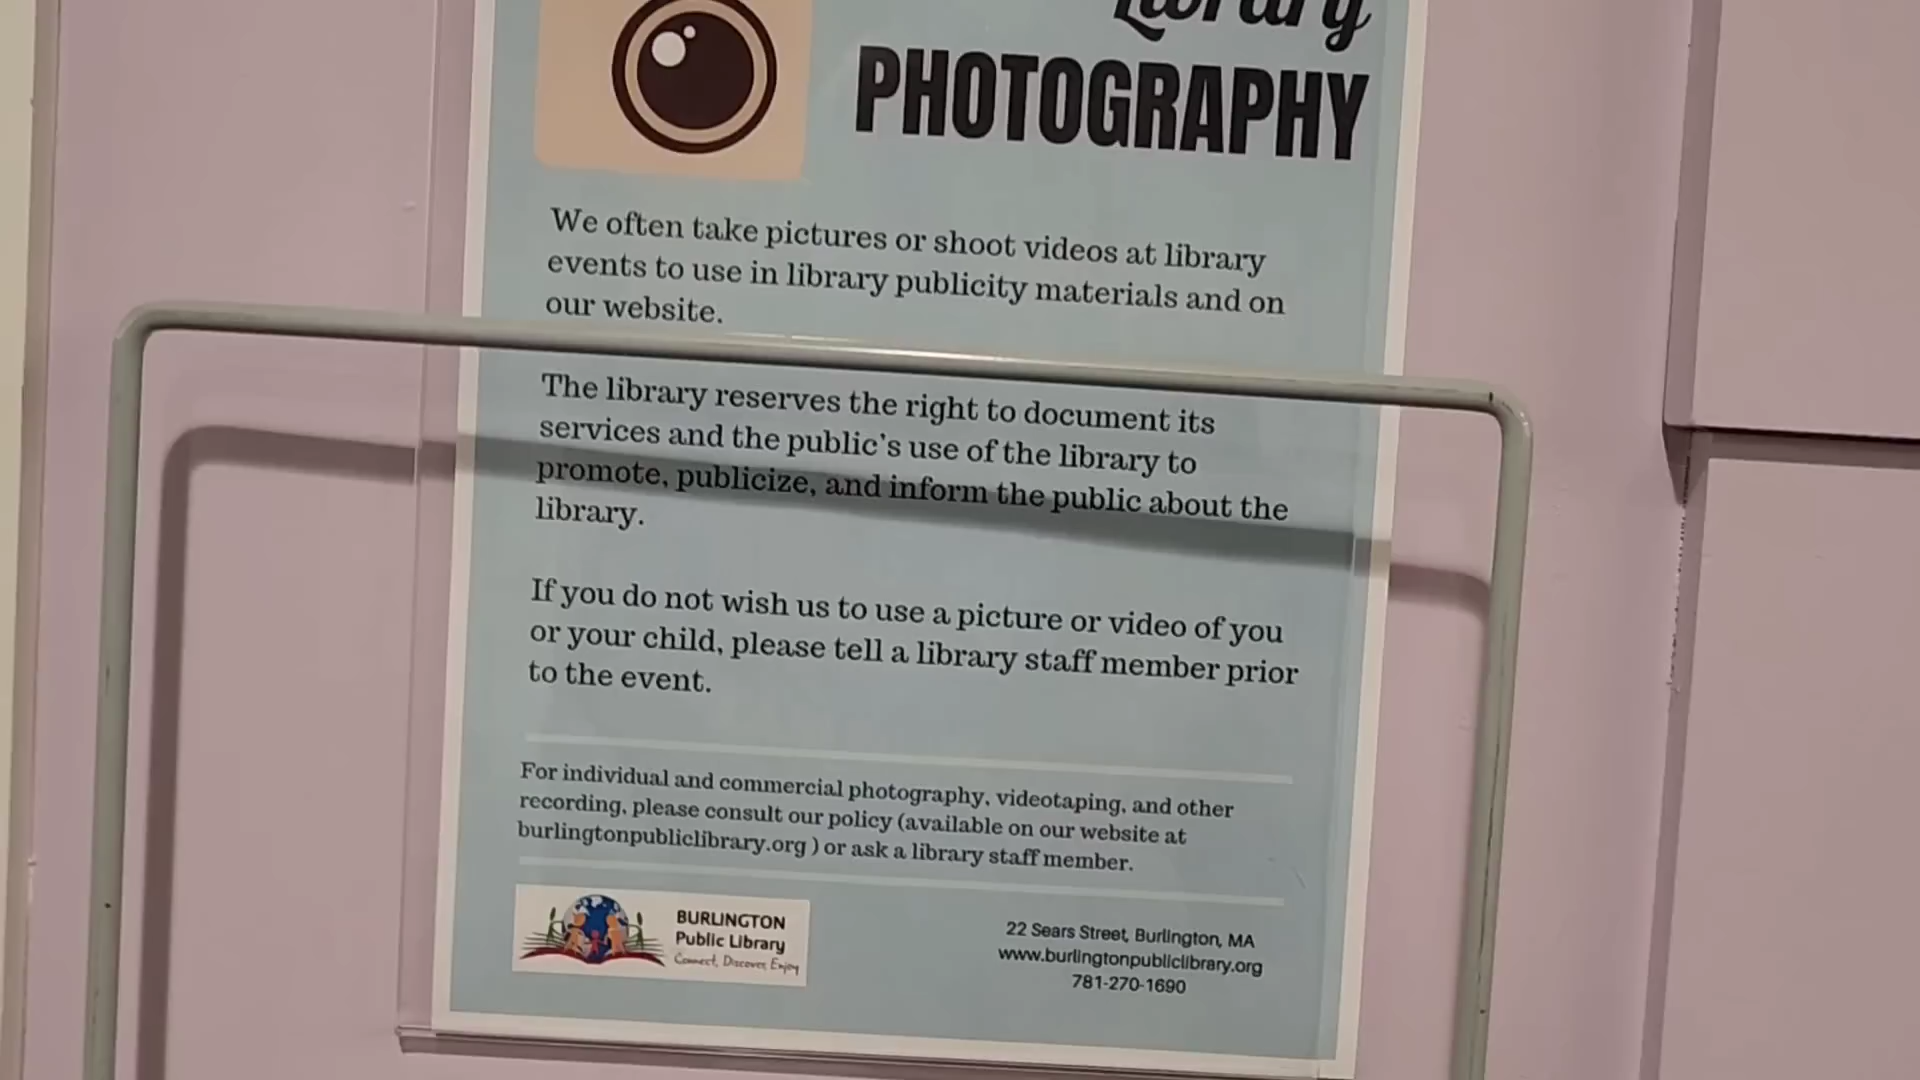 Library
PHOTOGRAPHY
We often take pictures or shoot videos at library
events to use in library publicity materials and on
our website.
The library reserves the right to document its
services and the public's use of the library to
promote, publicize, and inform the public about the
library.
If you do not wish us to use a picture or video of you
or your child, please tell a library staff member prior
to the event.
For individual and commercial photography, videotaping, and other
recording, please consult our policy (available on our website at
burlingtonpubliclibrary.org ) or ask a library staff member.
BURLINGTON
Public Library
Connect, Discover, Enjoy
22 Sears Street, Burlington, MA
www.burlingtonpubliclibrary.org
781-270-1690